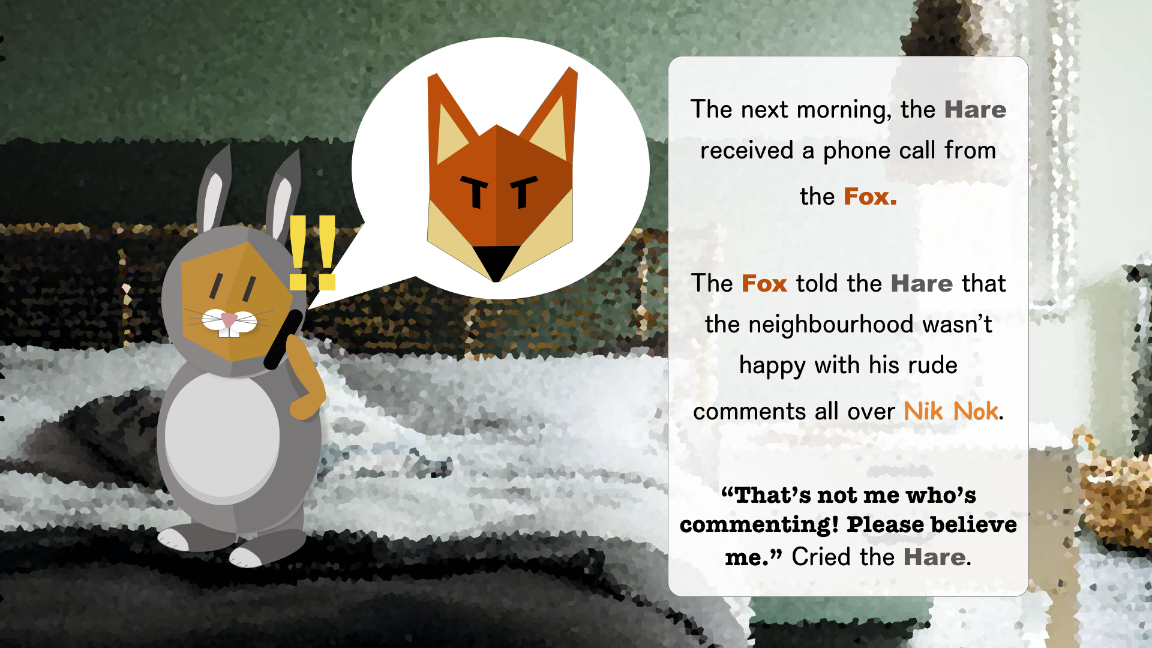 !!
The next morning, the Hare
received a phone call from
the Fox.
The Fox told the Hare that
the neighbourhood wasn’t
happy with his rude
comments all over Nik Nok.
“That’s not me who’s
commenting! Please believe
me.” Cried the Hare.